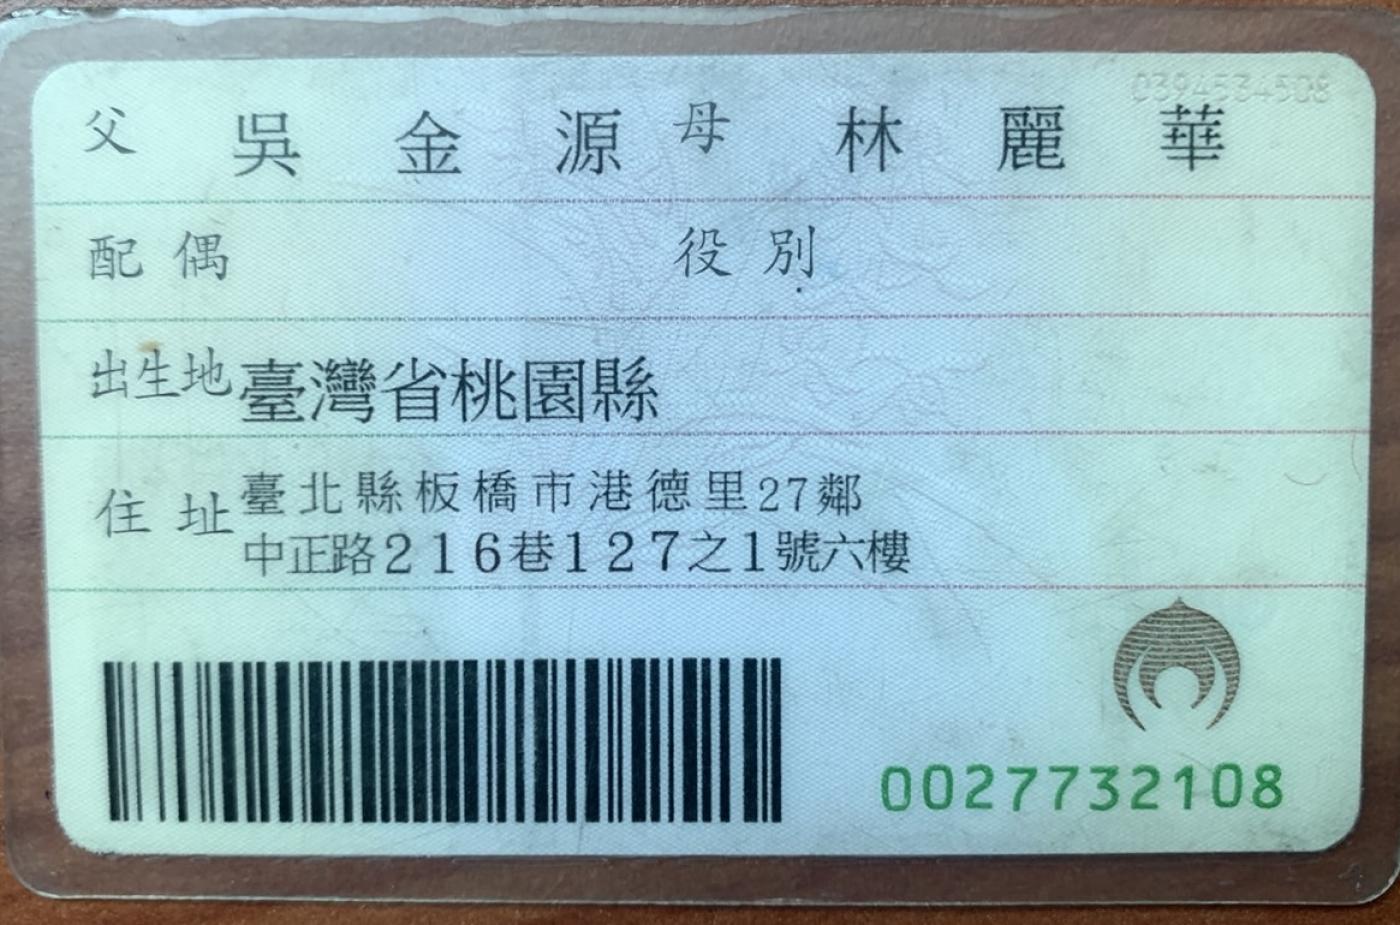 0394534508
父 吳金源 母 林麗華
配偶 役別
出生地 臺灣省桃園縣
住址 臺北縣板橋市港德里27鄰
中正路216巷127之1號六樓
0027732108